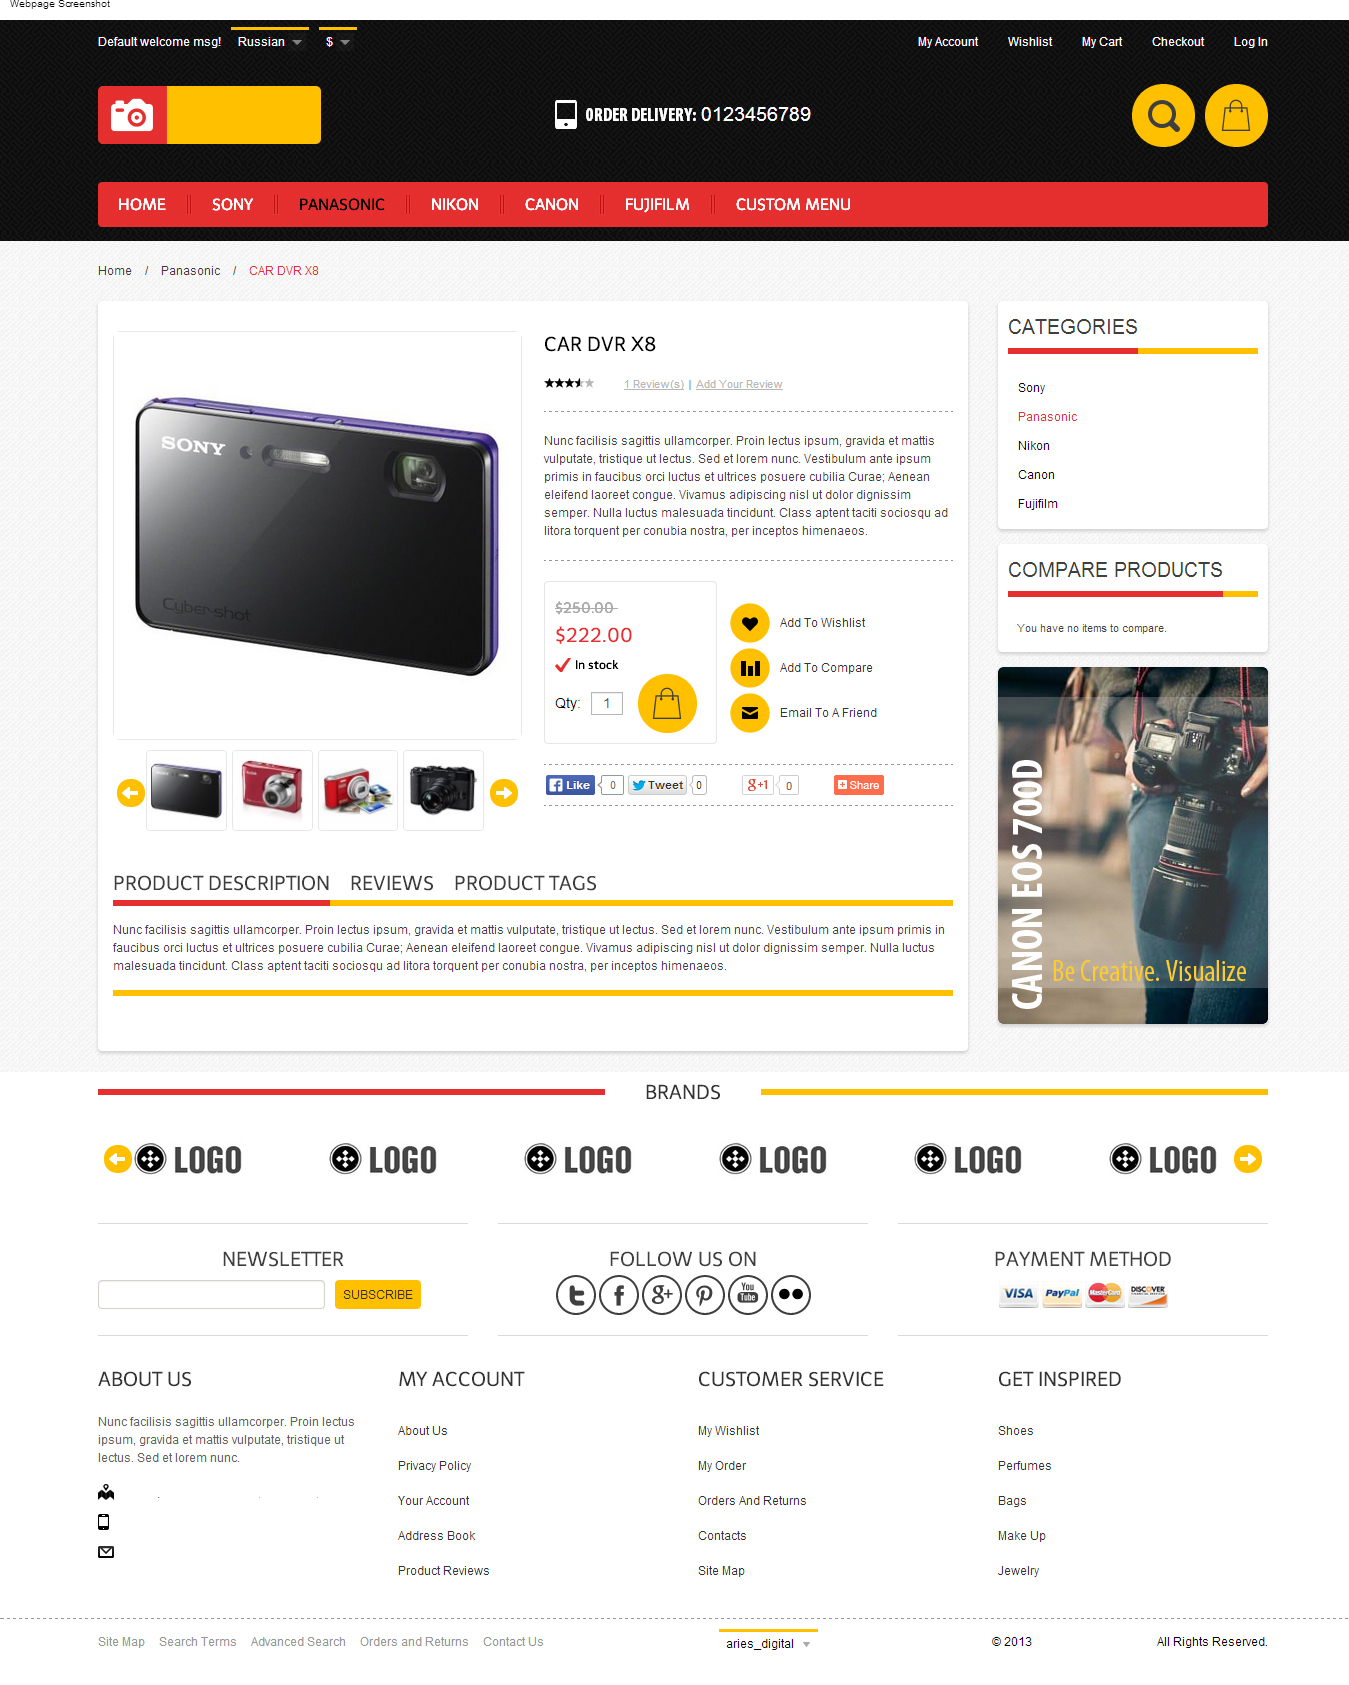 Webpage Screenshot
Default welcome msg! Russian $ My Account Wishlist My Cart Checkout Log In
ORDER DELIVERY: 0123456789
HOME SONY PANASONIC NIKON CANON FUJIFILM CUSTOM MENU
Home / Panasonic / CAR DVR X8
SONY
Cyber-shot
CAR DVR X8
1 Review(s) | Add Your Review
Nunc facilisis sagittis ullamcorper. Proin lectus ipsum, gravida et mattis
vulputate, tristique ut lectus. Sed et lorem nunc. Vestibulum ante ipsum
primis in faucibus orci luctus et ultrices posuere cubilia Curae; Aenean
eleifend laoreet congue. Vivamus adipiscing nisl ut dolor dignissim
semper. Nulla luctus malesuada tincidunt. Class aptent taciti sociosqu ad
litora torquent per conubia nostra, per inceptos himenaeos.
$250.00
$222.00
In stock
Qty: 1
Add To Wishlist
Add To Compare
Email To A Friend
Like 0 Tweet 0 g+1 0 Share
PRODUCT DESCRIPTION REVIEWS PRODUCT TAGS
Nunc facilisis sagittis ullamcorper. Proin lectus ipsum, gravida et mattis vulputate, tristique ut lectus. Sed et lorem nunc. Vestibulum ante ipsum primis in
faucibus orci luctus et ultrices posuere cubilia Curae; Aenean eleifend laoreet congue. Vivamus adipiscing nisl ut dolor dignissim semper. Nulla luctus
malesuada tincidunt. Class aptent taciti sociosqu ad litora torquent per conubia nostra, per inceptos himenaeos.
CATEGORIES
Sony
Panasonic
Nikon
Canon
Fujifilm
COMPARE PRODUCTS
You have no items to compare.
CANON EOS 700D
Be Creative. Visualize
BRANDS
LOGO LOGO LOGO LOGO LOGO LOGO
NEWSLETTER
SUBSCRIBE
FOLLOW US ON
You Tube
PAYMENT METHOD
VISA PayPal MasterCard DISCOVER
ABOUT US
Nunc facilisis sagittis ullamcorper. Proin lectus
ipsum, gravida et mattis vulputate, tristique ut
lectus. Sed et lorem nunc.
MY ACCOUNT
About Us
Privacy Policy
Your Account
Address Book
Product Reviews
CUSTOMER SERVICE
My Wishlist
My Order
Orders And Returns
Contacts
Site Map
GET INSPIRED
Shoes
Perfumes
Bags
Make Up
Jewelry
Site Map Search Terms Advanced Search Orders and Returns Contact Us aries_digital © 2013 All Rights Reserved.